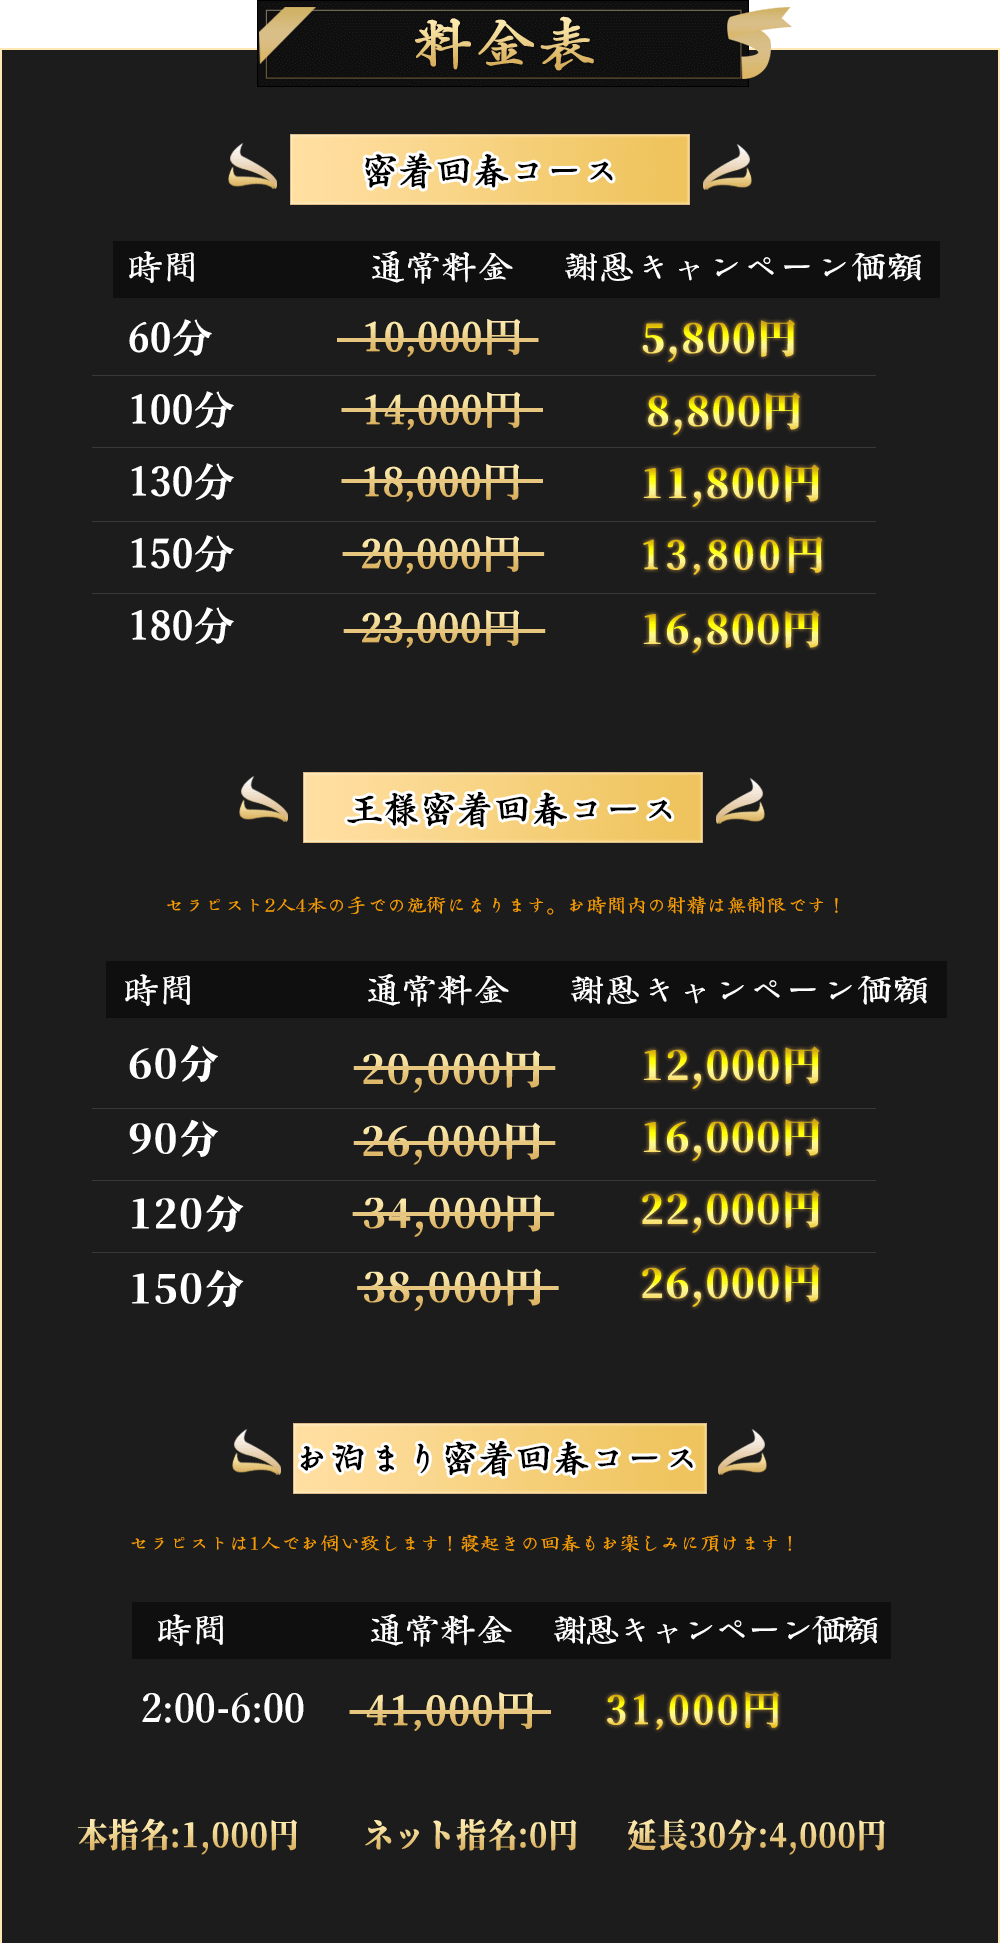 料金表
密着回春コース
時間 通常料金 謝恩キャンペーン価額
60分 10,000円 5,800円
100分 14,000円 8,800円
130分 18,000円 11,800円
150分 20,000円 13,800円
180分 23,000円 16,800円
王様密着回春コース
セラピスト2人4本の手での施術になります。お時間内の射精は無制限です！
時間 通常料金 謝恩キャンペーン価額
60分 20,000円 12,000円
90分 26,000円 16,000円
120分 34,000円 22,000円
150分 38,000円 26,000円
お泊まり密着回春コース
セラピストは1人でお伺い致します！寝起きの回春もお楽しみに頂けます！
時間 通常料金 謝恩キャンペーン価額
2:00-6:00 41,000円 31,000円
本指名:1,000円 ネット指名:0円 延長30分:4,000円